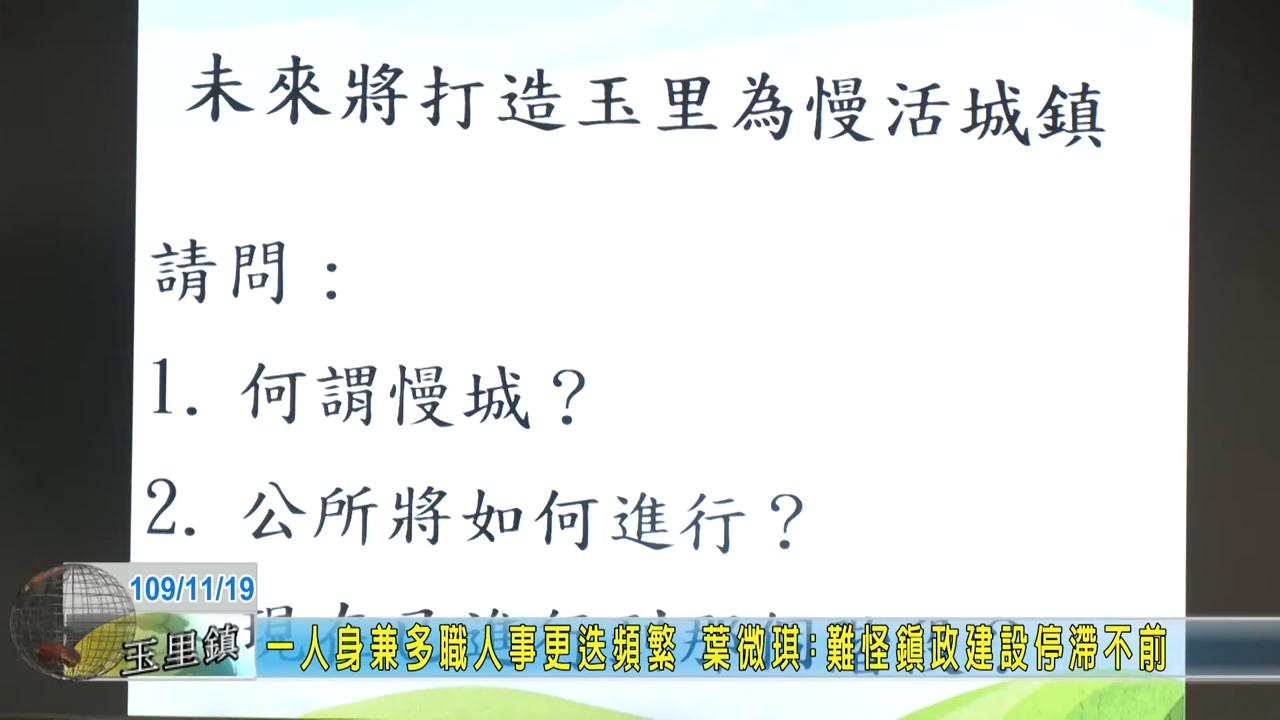 未來將打造玉里為慢活城鎮
請問：
1. 何謂慢城？
2. 公所將如何進行？
109/11/19
玉里鎮
一人身兼多職人事更迭頻繁 葉微琪:難怪鎮政建設停滯不前